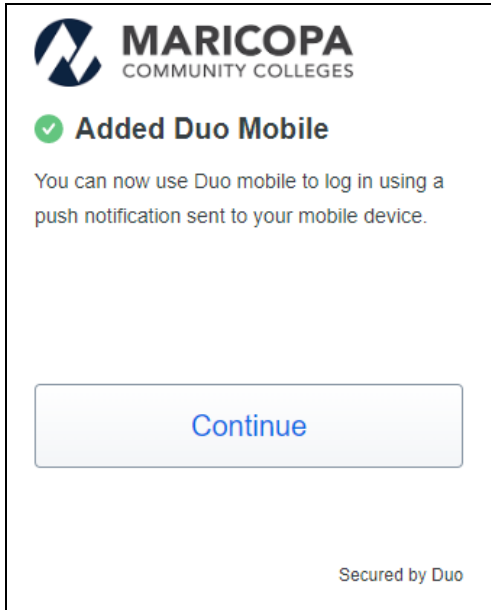 MARICOPA
COMMUNITY COLLEGES
Added Duo Mobile
You can now use Duo mobile to log in using a
push notification sent to your mobile device.
Continue
Secured by Duo